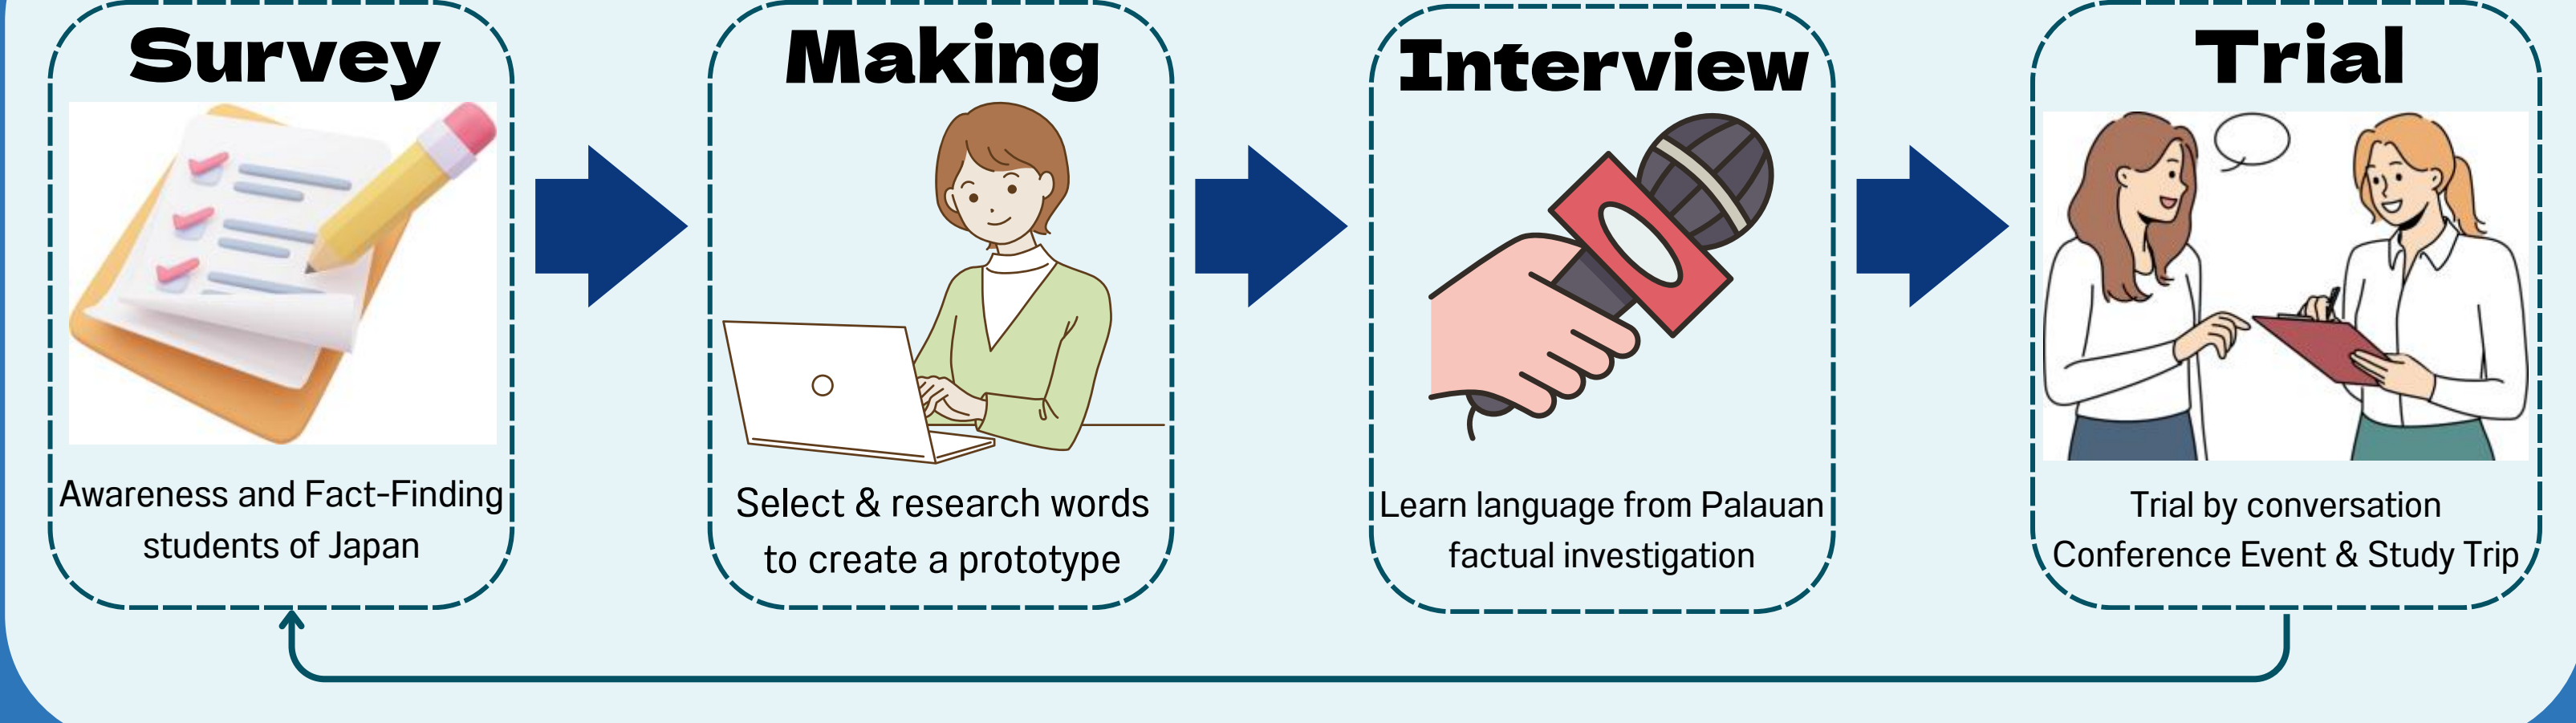 Survey
Awareness and Fact-Finding
students of Japan
Making
Select & research words
to create a prototype
Interview
Learn language from Palauan
factual investigation
Trial
Trial by conversation
Conference Event & Study Trip